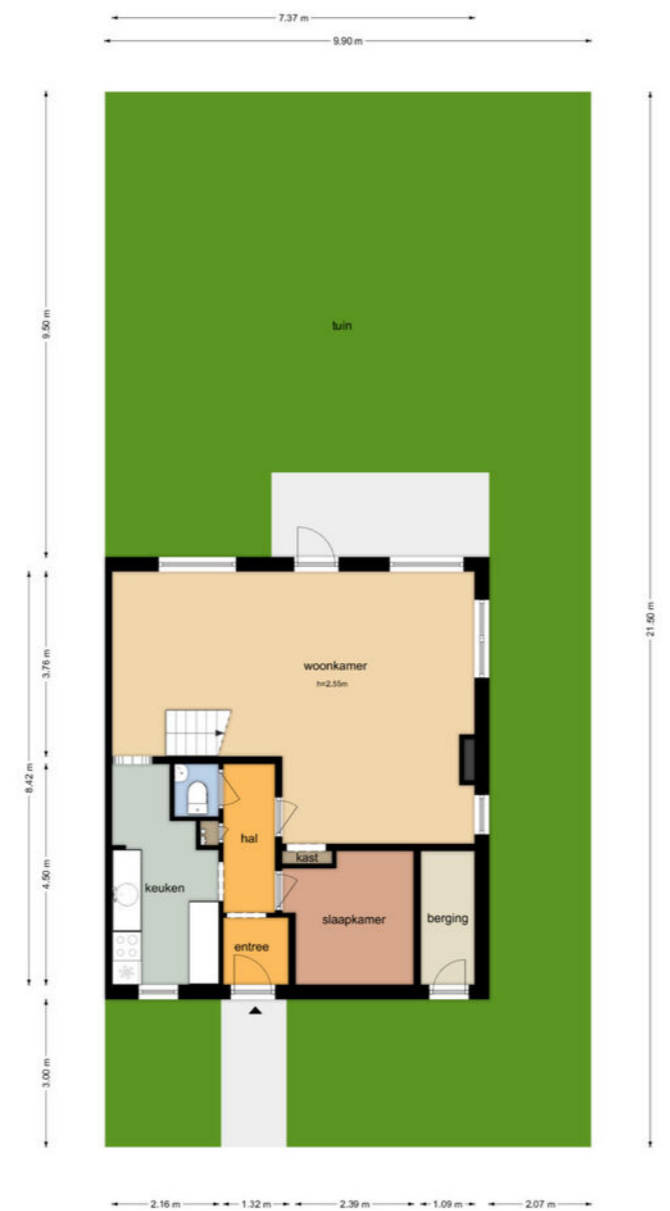 7.37 m
9.90 m
9.50 m
tuin
21.50 m
3.76 m
woonkamer
h=2.55m
8.42 m
hal
4.50 m
kast
keuken
slaapkamer
berging
entree
3.00 m
2.16 m
1.32 m
2.39 m
1.09 m
2.07 m